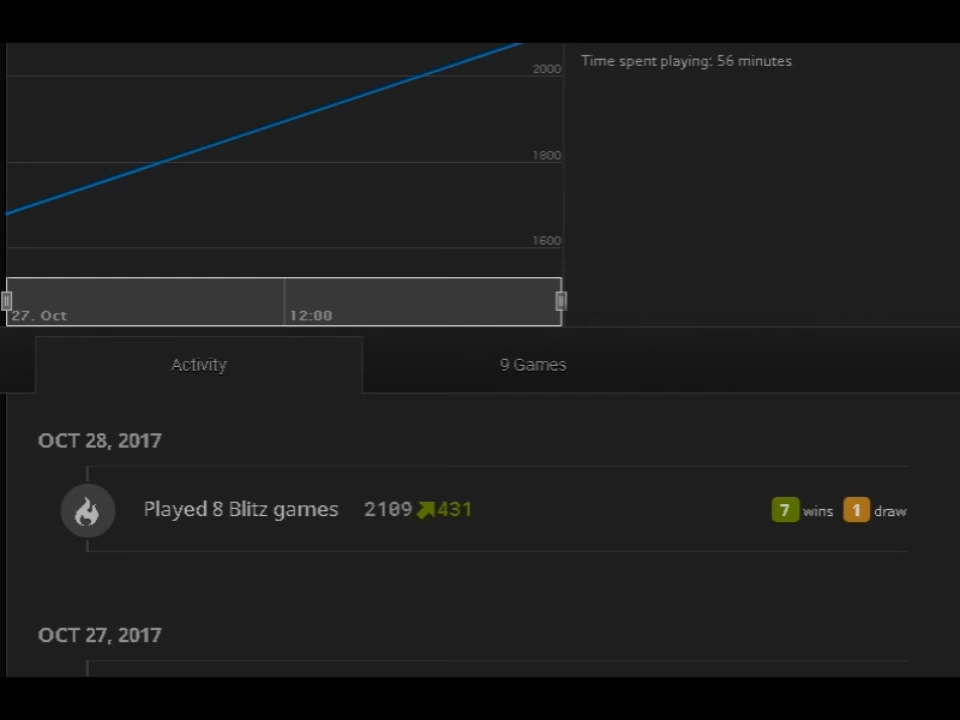 2000
Time spent playing: 56 minutes
1800
1600
27. Oct 12:00
Activity 9 Games
OCT 28, 2017
Played 8 Blitz games 2109 431 7 wins 1 draw
OCT 27, 2017